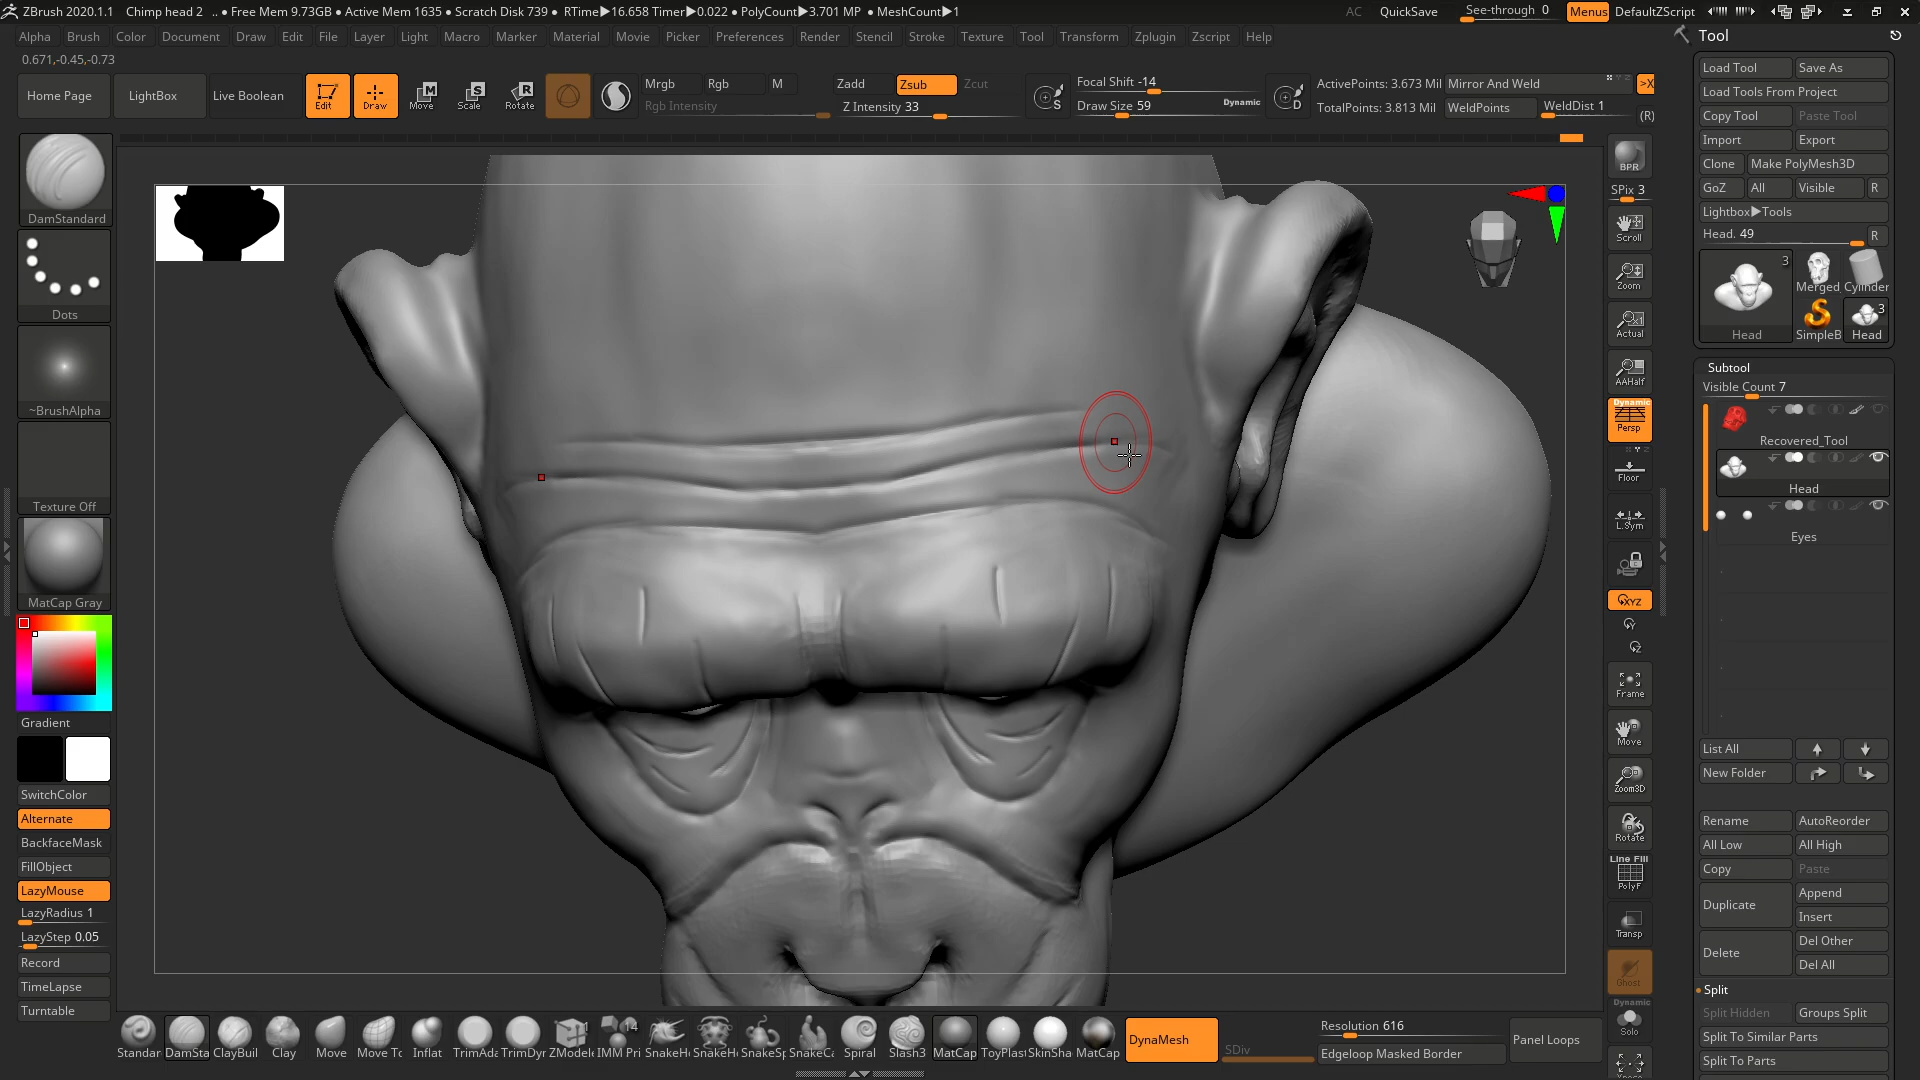 ZBrush 2020.1.1 Chimp head 2 .. ● Free Mem 9.73GB ● Active Mem 1635 ● Scratch Disk 739 ● RTime▶16.658 Timer▶0.022 ● PolyCount▶3.701 MP ● MeshCount▶1 AC QuickSave See-through 0 Menus DefaultZScript
Alpha Brush Color Document Draw Edit File Layer Light Macro Marker Material Movie Picker Preferences Render Stencil Stroke Texture Tool Transform Zplugin Zscript Help
0.671,-0.45,-0.73
Home Page LightBox Live Boolean Edit Draw Move Scale Rotate
Mrgb Rgb M Zadd Zsub Zcut
Rgb Intensity Z Intensity 33
Focal Shift -14
Draw Size 59 Dynamic
ActivePoints: 3.673 Mil Mirror And Weld >X
TotalPoints: 3.813 Mil WeldPoints WeldDist 1 (R)
DamStandard
Dots
~BrushAlpha
Texture Off
MatCap Gray
Gradient
SwitchColor
Alternate
BackfaceMask
FillObject
LazyMouse
LazyRadius 1
LazyStep 0.05
Record
TimeLapse
Turntable
BPR
SPix 3
Scroll
Zoom
Actual
AAHalf
Dynamic
Persp
Floor
L.Sym
XYZ
Y
Z
Frame
Move
Zoom3D
Rotate
Line Fill
PolyF
Transp
Ghost
Dynamic
Solo
Xpose
Tool
Load Tool Save As
Load Tools From Project
Copy Tool Paste Tool
Import Export
Clone Make PolyMesh3D
GoZ All Visible R
Lightbox▶Tools
Head. 49 R
3
Merged Cylinder
Head SimpleB 3 Head
Subtool
Visible Count 7
Recovered_Tool
Head
Eyes
List All
New Folder
Rename AutoReorder
All Low All High
Copy Paste
Duplicate Append
Insert
Delete Del Other
Del All
Split
Split Hidden Groups Split
Split To Similar Parts
Split To Parts
Standar DamSta ClayBuil Clay Move Move To Inflat TrimAda TrimDyr ZModele 1 IMM Pri 14 SnakeHo SnakeHo SnakeSp SnakeCa Spiral Slash3 MatCap ToyPlast SkinSha MatCap
DynaMesh SDiv
Resolution 616
Edgeloop Masked Border
Panel Loops